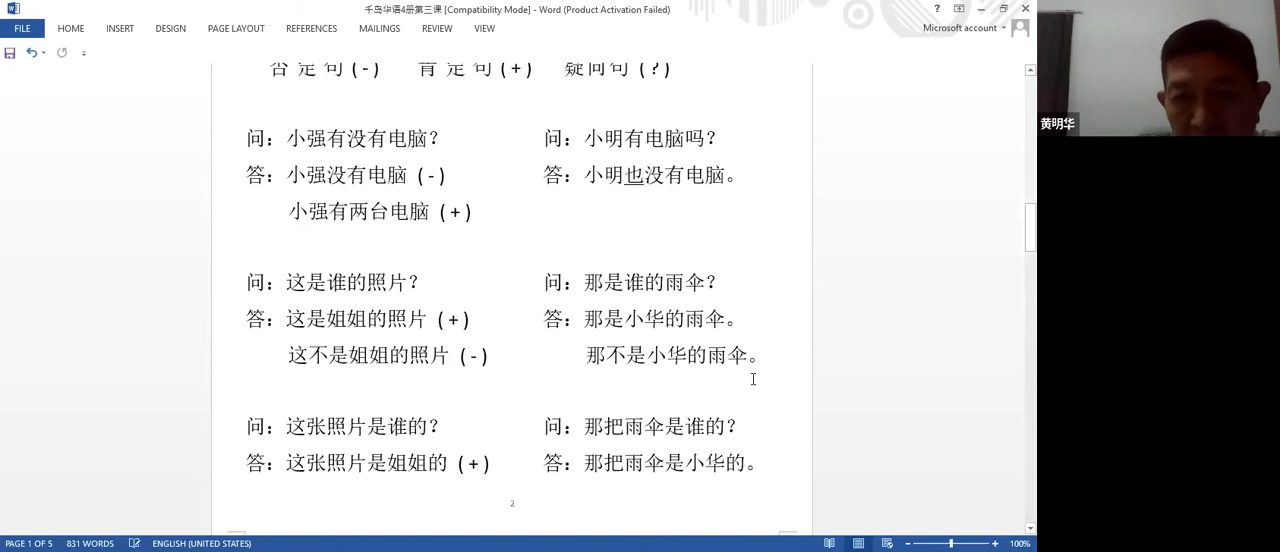 千岛华语4册第三课 [Compatibility Mode] - Word (Product Activation Failed)
FILE HOME INSERT DESIGN PAGE LAYOUT REFERENCES MAILINGS REVIEW VIEW
Microsoft account
否 定 句 ( - ) 肯 定 句 ( + ) 疑 问 句 ( ? )
问：小强有没有电脑？ 问：小明有电脑吗？
答：小强没有电脑 ( - ) 答：小明也没有电脑。
小强有两台电脑 ( + )
问：这是谁的照片？ 问：那是谁的雨伞？
答：这是姐姐的照片 ( + ) 答：那是小华的雨伞。
这不是姐姐的照片 ( - ) 那不是小华的雨伞。
问：这张照片是谁的？ 问：那把雨伞是谁的？
答：这张照片是姐姐的 ( + ) 答：那把雨伞是小华的。
2
PAGE 1 OF 5 831 WORDS ENGLISH (UNITED STATES) 100%
黄明华